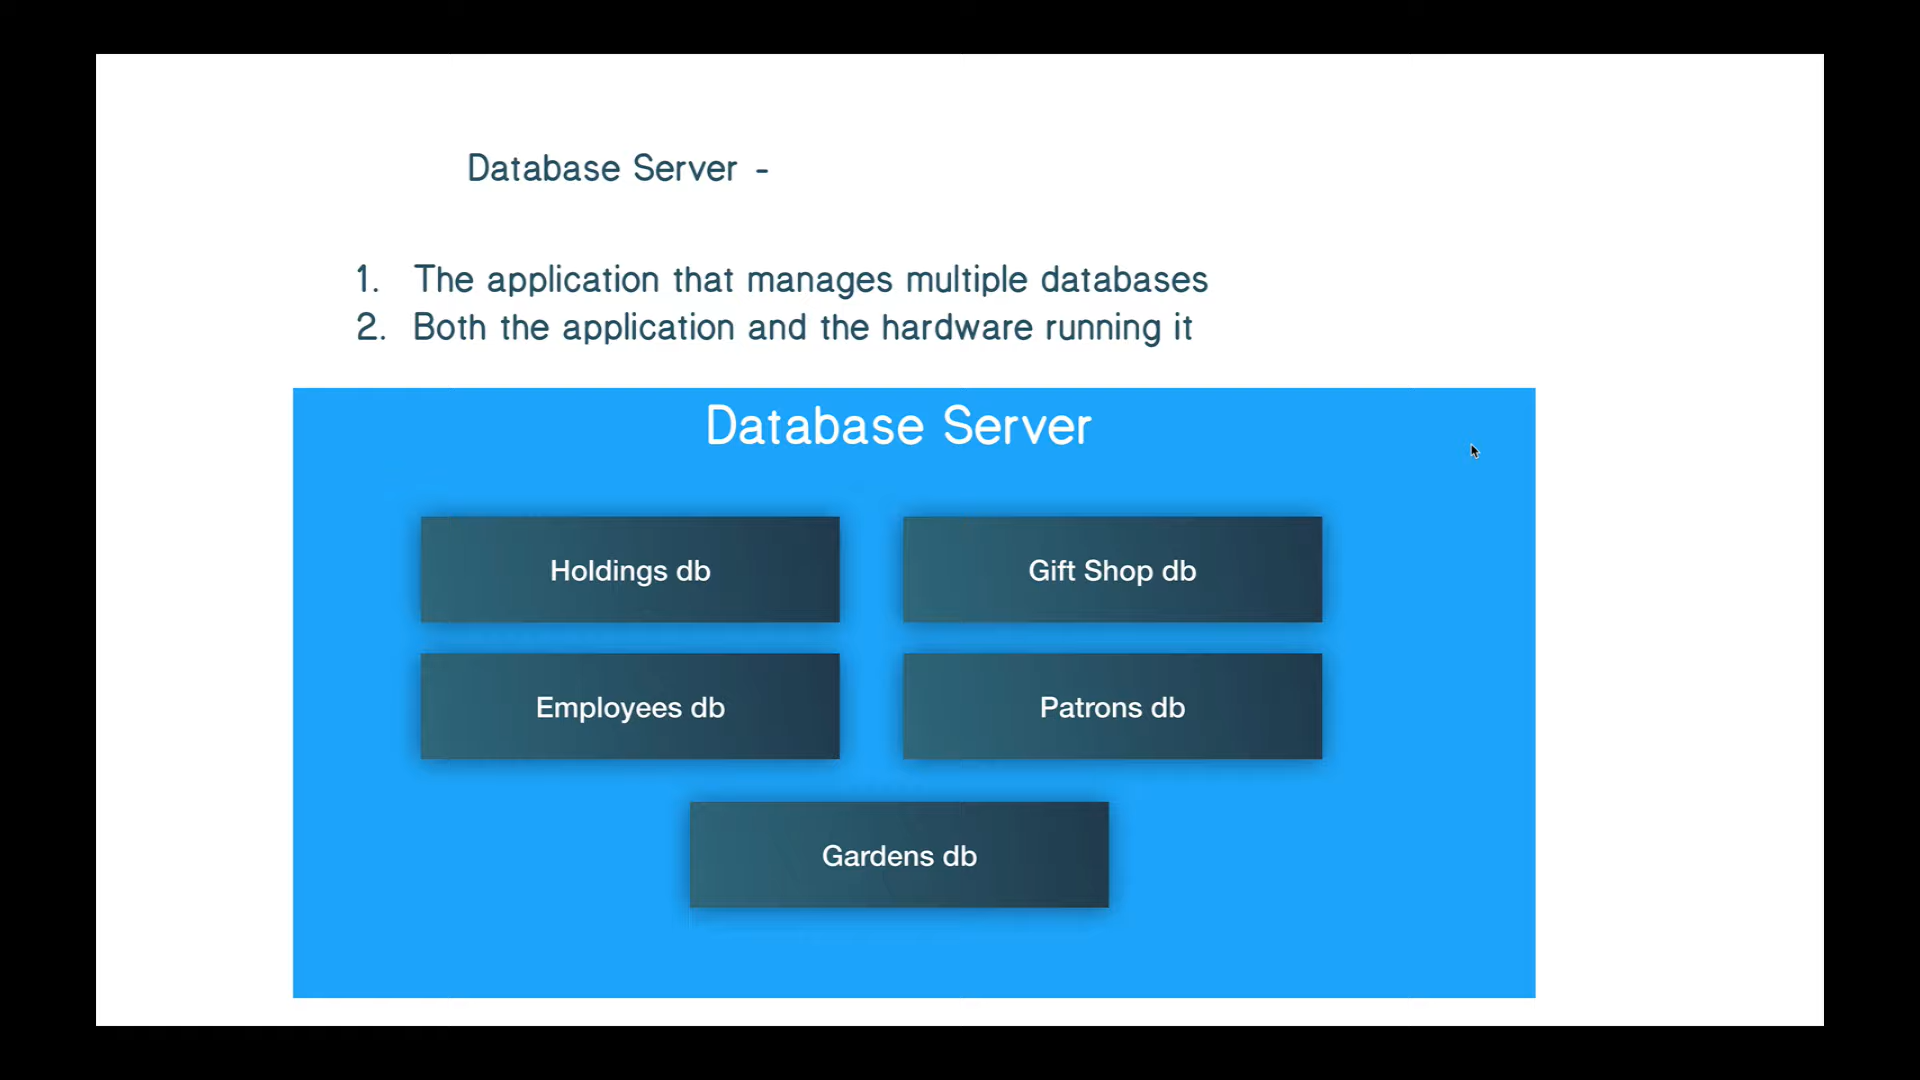 Database Server -
1. The application that manages multiple databases
2. Both the application and the hardware running it
Database Server
Holdings db
Gift Shop db
Employees db
Patrons db
Gardens db